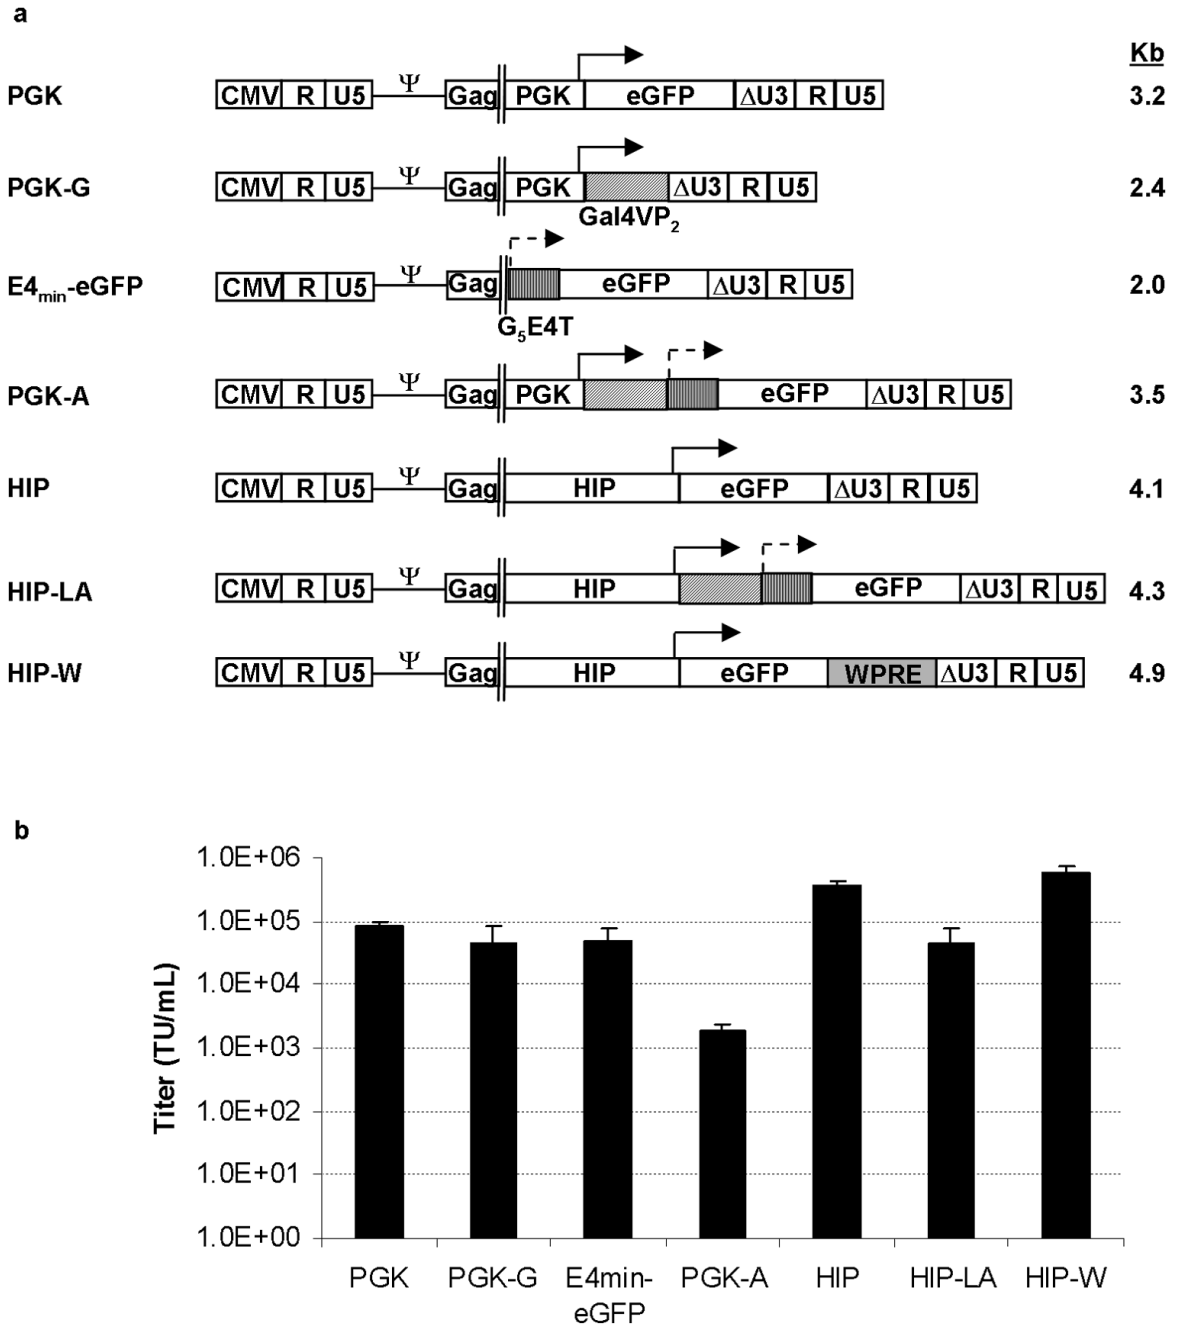 a
Kb
PGK CMV R U5 Ψ Gag PGK eGFP ΔU3 R U5 3.2
PGK-G CMV R U5 Ψ Gag PGK ΔU3 R U5 2.4
Gal4VP₂
E4min-eGFP CMV R U5 Ψ Gag eGFP ΔU3 R U5 2.0
G₅E4T
PGK-A CMV R U5 Ψ Gag PGK eGFP ΔU3 R U5 3.5
HIP CMV R U5 Ψ Gag HIP eGFP ΔU3 R U5 4.1
HIP-LA CMV R U5 Ψ Gag HIP eGFP ΔU3 R U5 4.3
HIP-W CMV R U5 Ψ Gag HIP eGFP WPRE ΔU3 R U5 4.9
b
Titer (TU/mL)
1.0E+06
1.0E+05
1.0E+04
1.0E+03
1.0E+02
1.0E+01
1.0E+00
PGK PGK-G E4min- PGK-A HIP HIP-LA HIP-W
eGFP